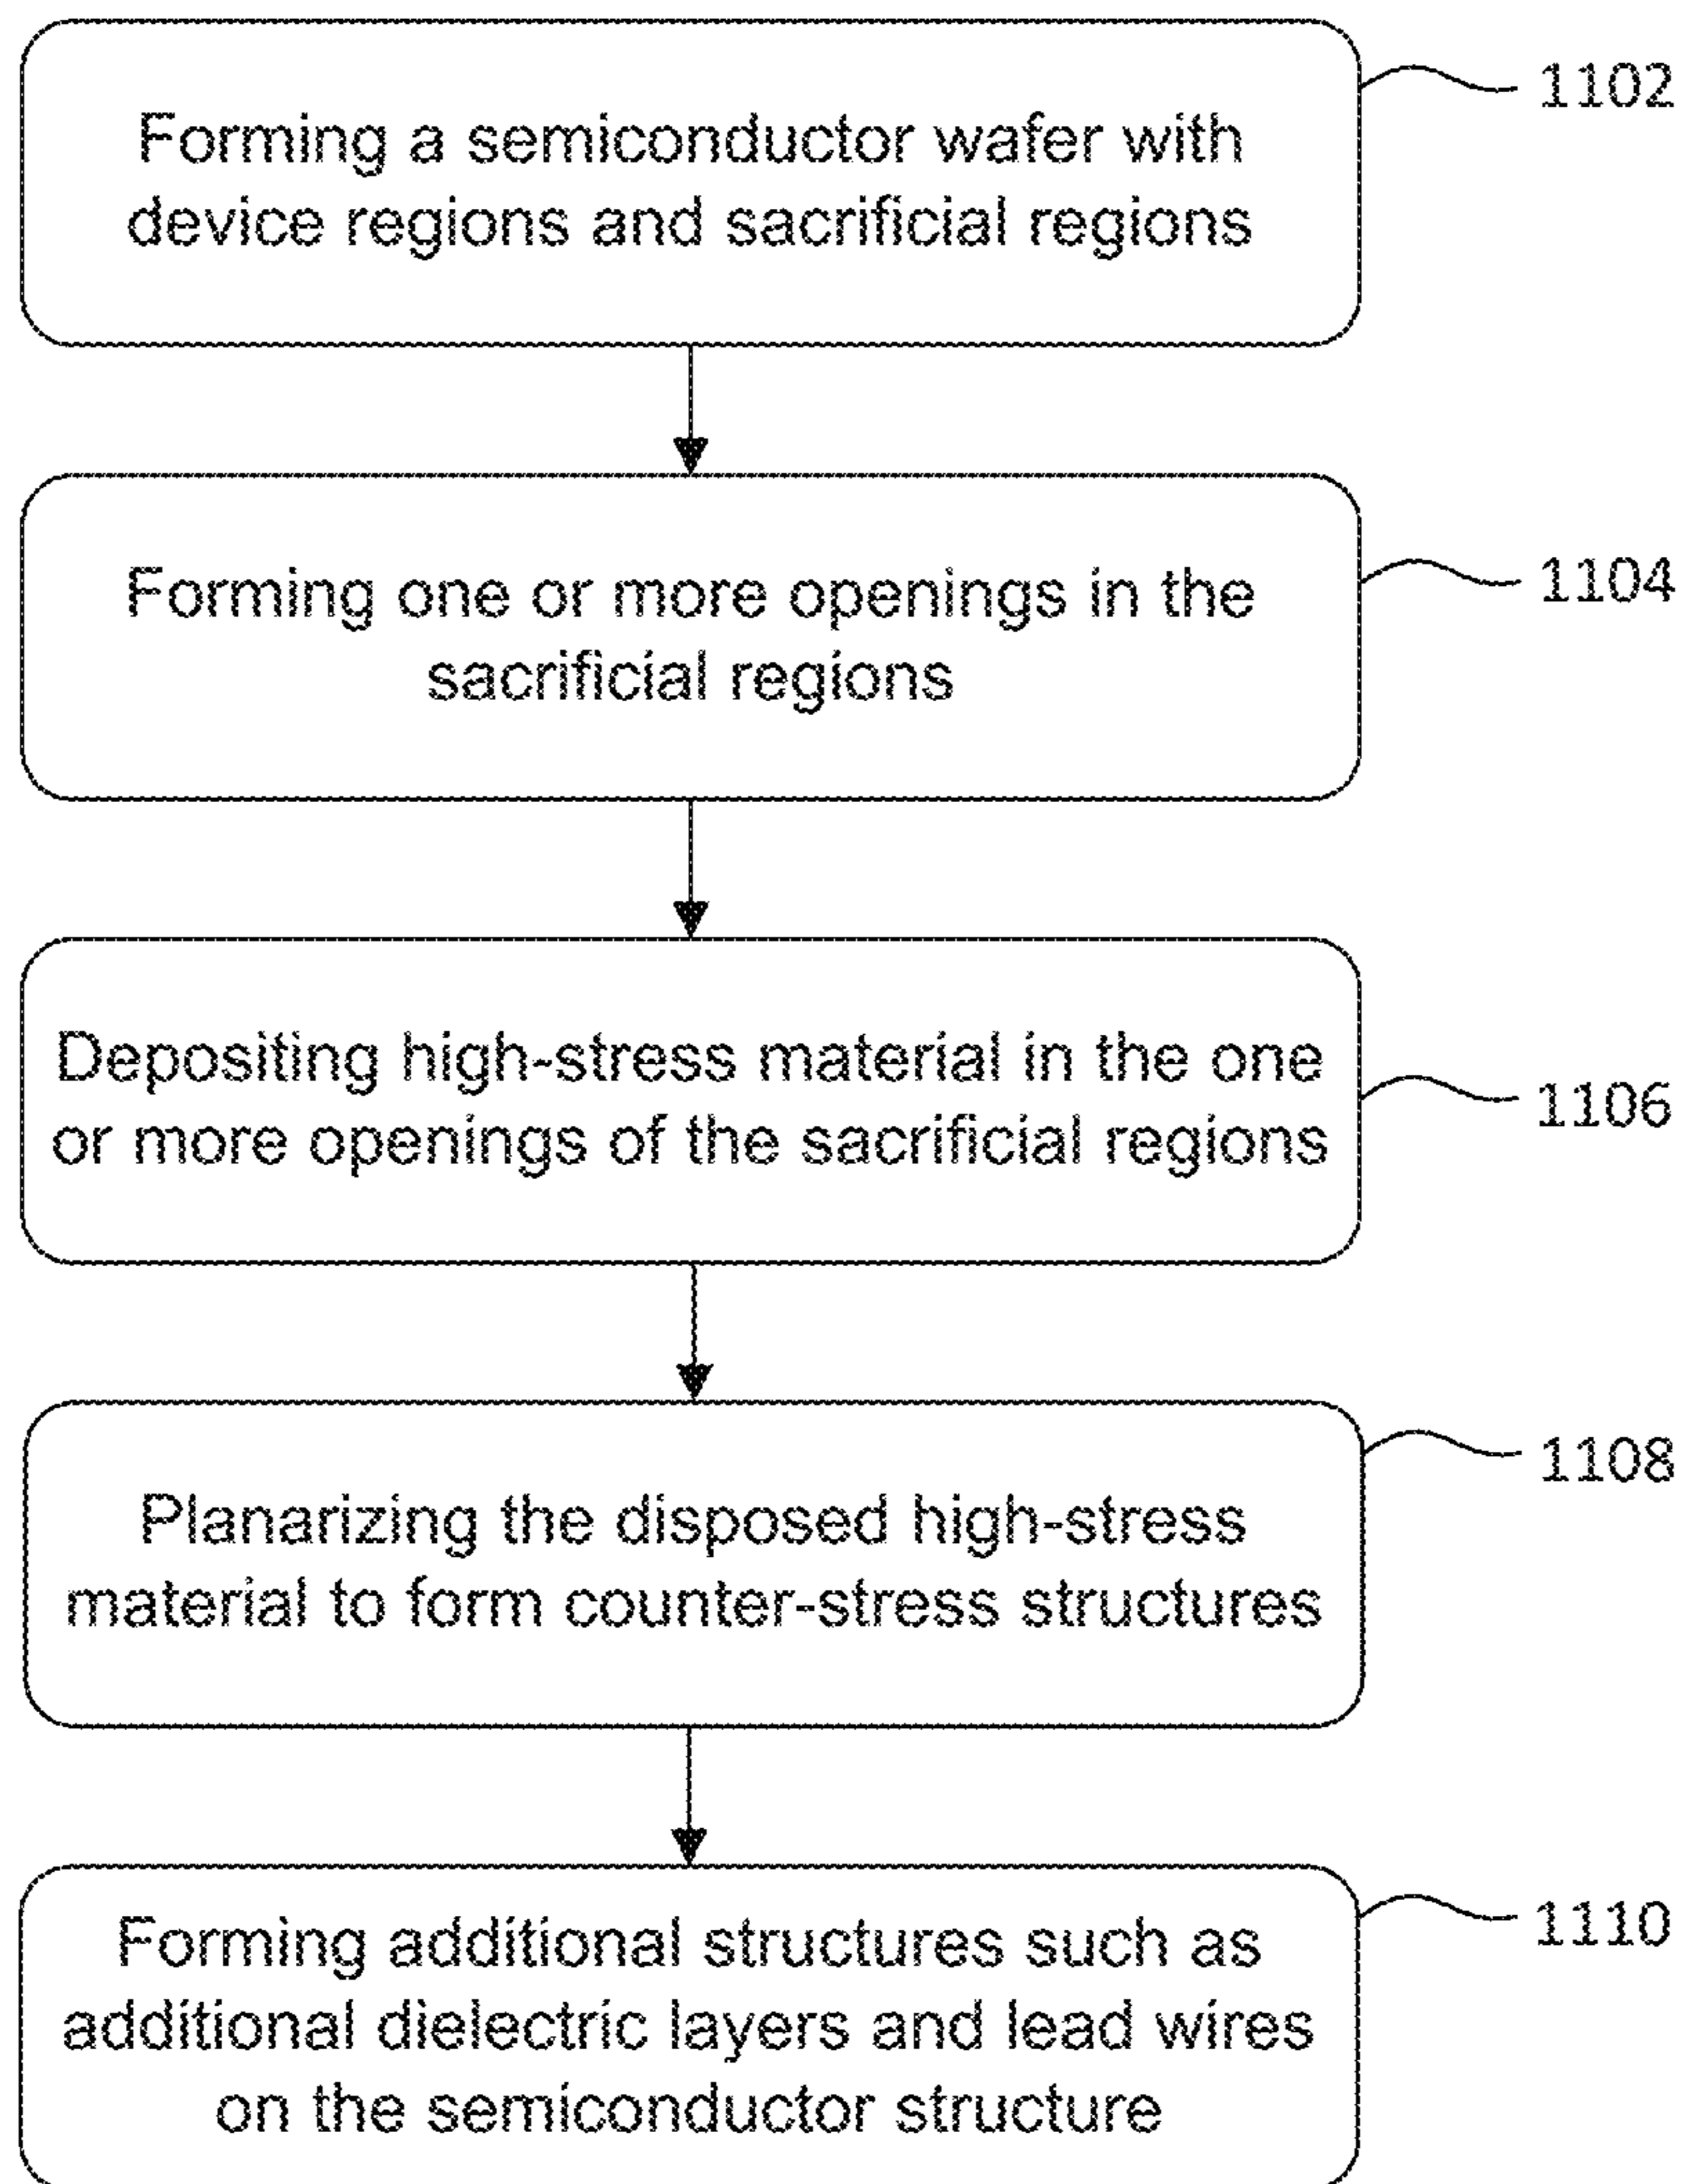 Forming a semiconductor wafer with
device regions and sacrificial regions
1102
Forming one or more openings in the
sacrificial regions
1104
Depositing high-stress material in the one
or more openings of the sacrificial regions
1106
Planarizing the disposed high-stress
material to form counter-stress structures
1108
Forming additional structures such as
additional dielectric layers and lead wires
on the semiconductor structure
1110